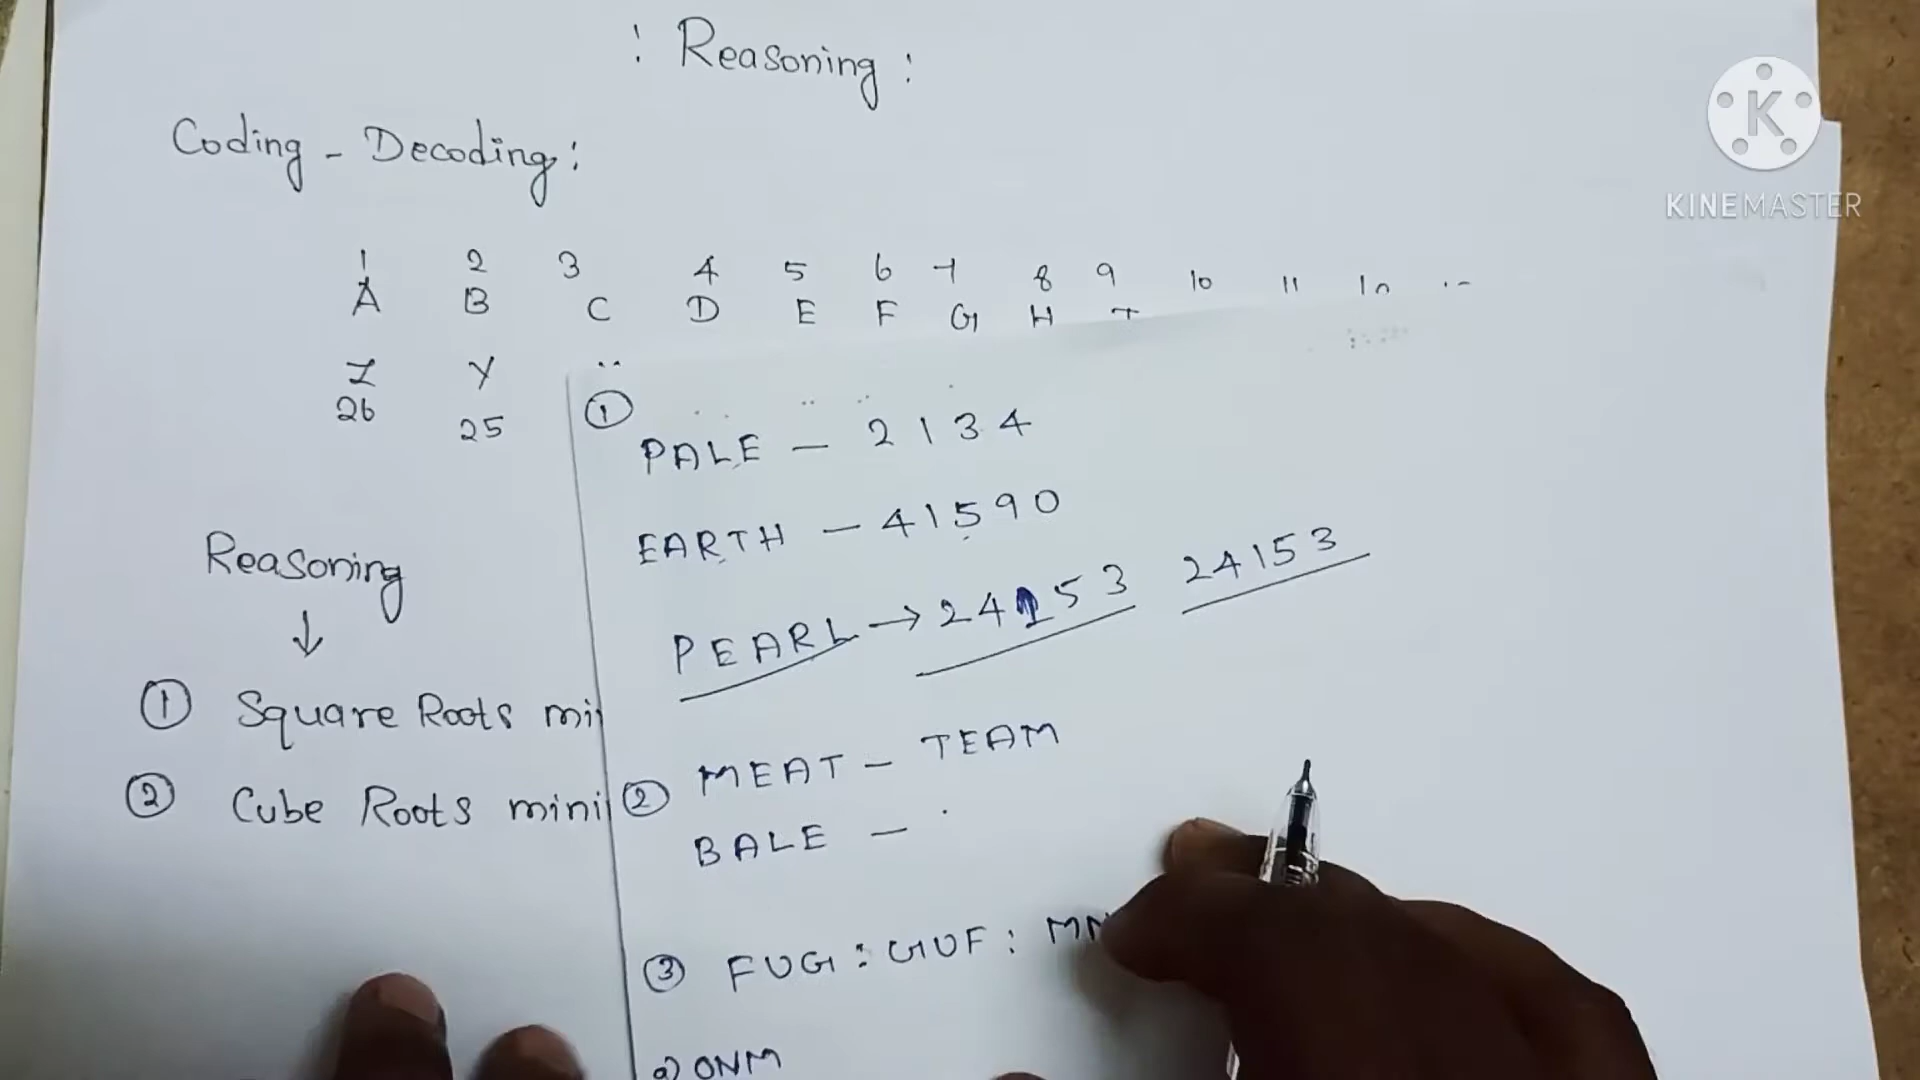 : Reasoning :
Coding - Decoding :
1 2 3 4 5 6 7 8 9 10 11
A B C D E F G H
Z Y
26 25
Reasoning
↓
① Square Roots
② Cube Roots
①
PALE - 2134
EARTH - 41590
PEARL → 24153 24153
② MEAT - TEAM
BALE -
③ FUG : GUF :
a) ONM
KINEMASTER